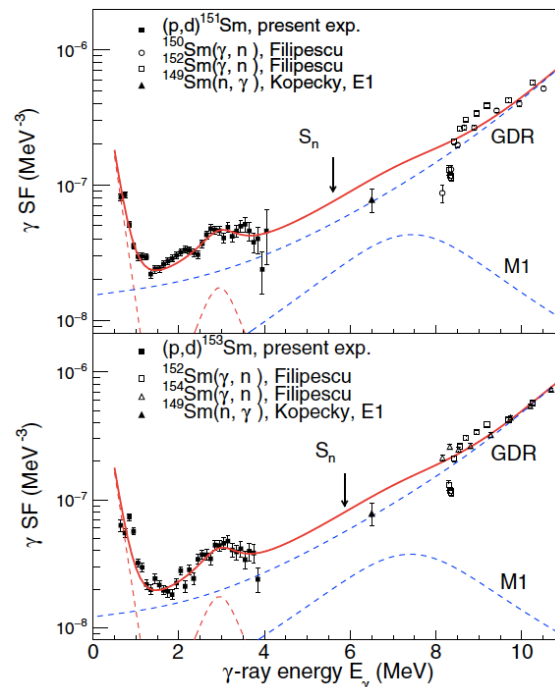 (p,d)¹⁵¹Sm, present exp.
¹⁵⁰Sm(γ, n), Filipescu
¹⁵²Sm(γ, n), Filipescu
¹⁴⁹Sm(n, γ), Kopecky, E1
10⁻⁶
10⁻⁷
10⁻⁸
γ SF (MeV⁻³)
Sₙ
GDR
M1
(p,d)¹⁵³Sm, present exp.
¹⁵²Sm(γ, n), Filipescu
¹⁵⁴Sm(γ, n), Filipescu
¹⁴⁹Sm(n, γ), Kopecky, E1
10⁻⁶
10⁻⁷
10⁻⁸
γ SF (MeV⁻³)
Sₙ
GDR
M1
0 2 4 6 8 10
γ-ray energy Eᵧ (MeV)